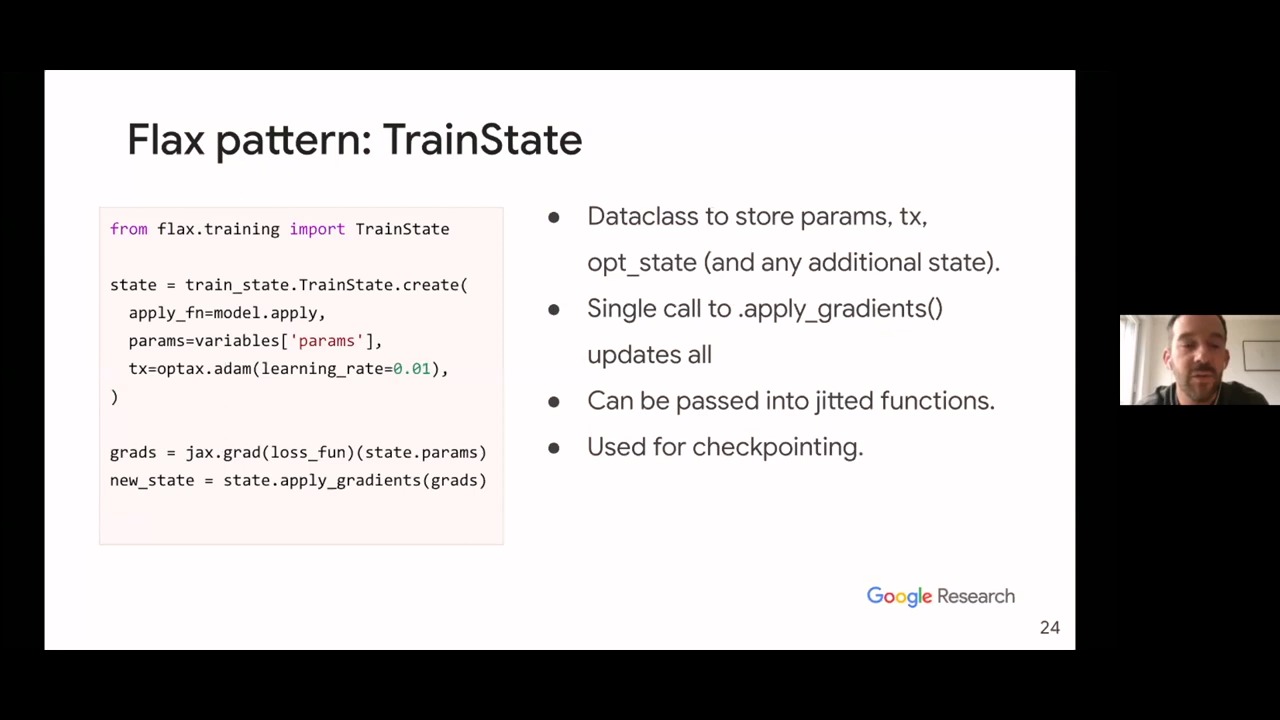 Flax pattern: TrainState
from flax.training import TrainState
state = train_state.TrainState.create(
apply_fn=model.apply,
params=variables['params'],
tx=optax.adam(learning_rate=0.01),
)
grads = jax.grad(loss_fun)(state.params)
new_state = state.apply_gradients(grads)
● Dataclass to store params, tx,
opt_state (and any additional state).
● Single call to .apply_gradients()
updates all
● Can be passed into jitted functions.
● Used for checkpointing.
Google Research
24